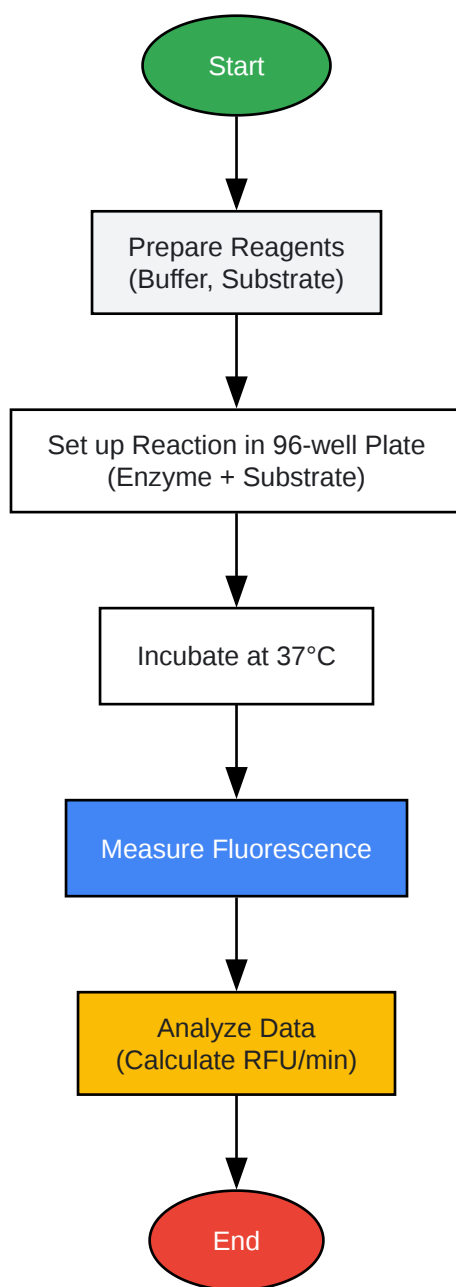 Start
Prepare Reagents
(Buffer, Substrate)
Set up Reaction in 96-well Plate
(Enzyme + Substrate)
Incubate at 37°C
Measure Fluorescence
Analyze Data
(Calculate RFU/min)
End